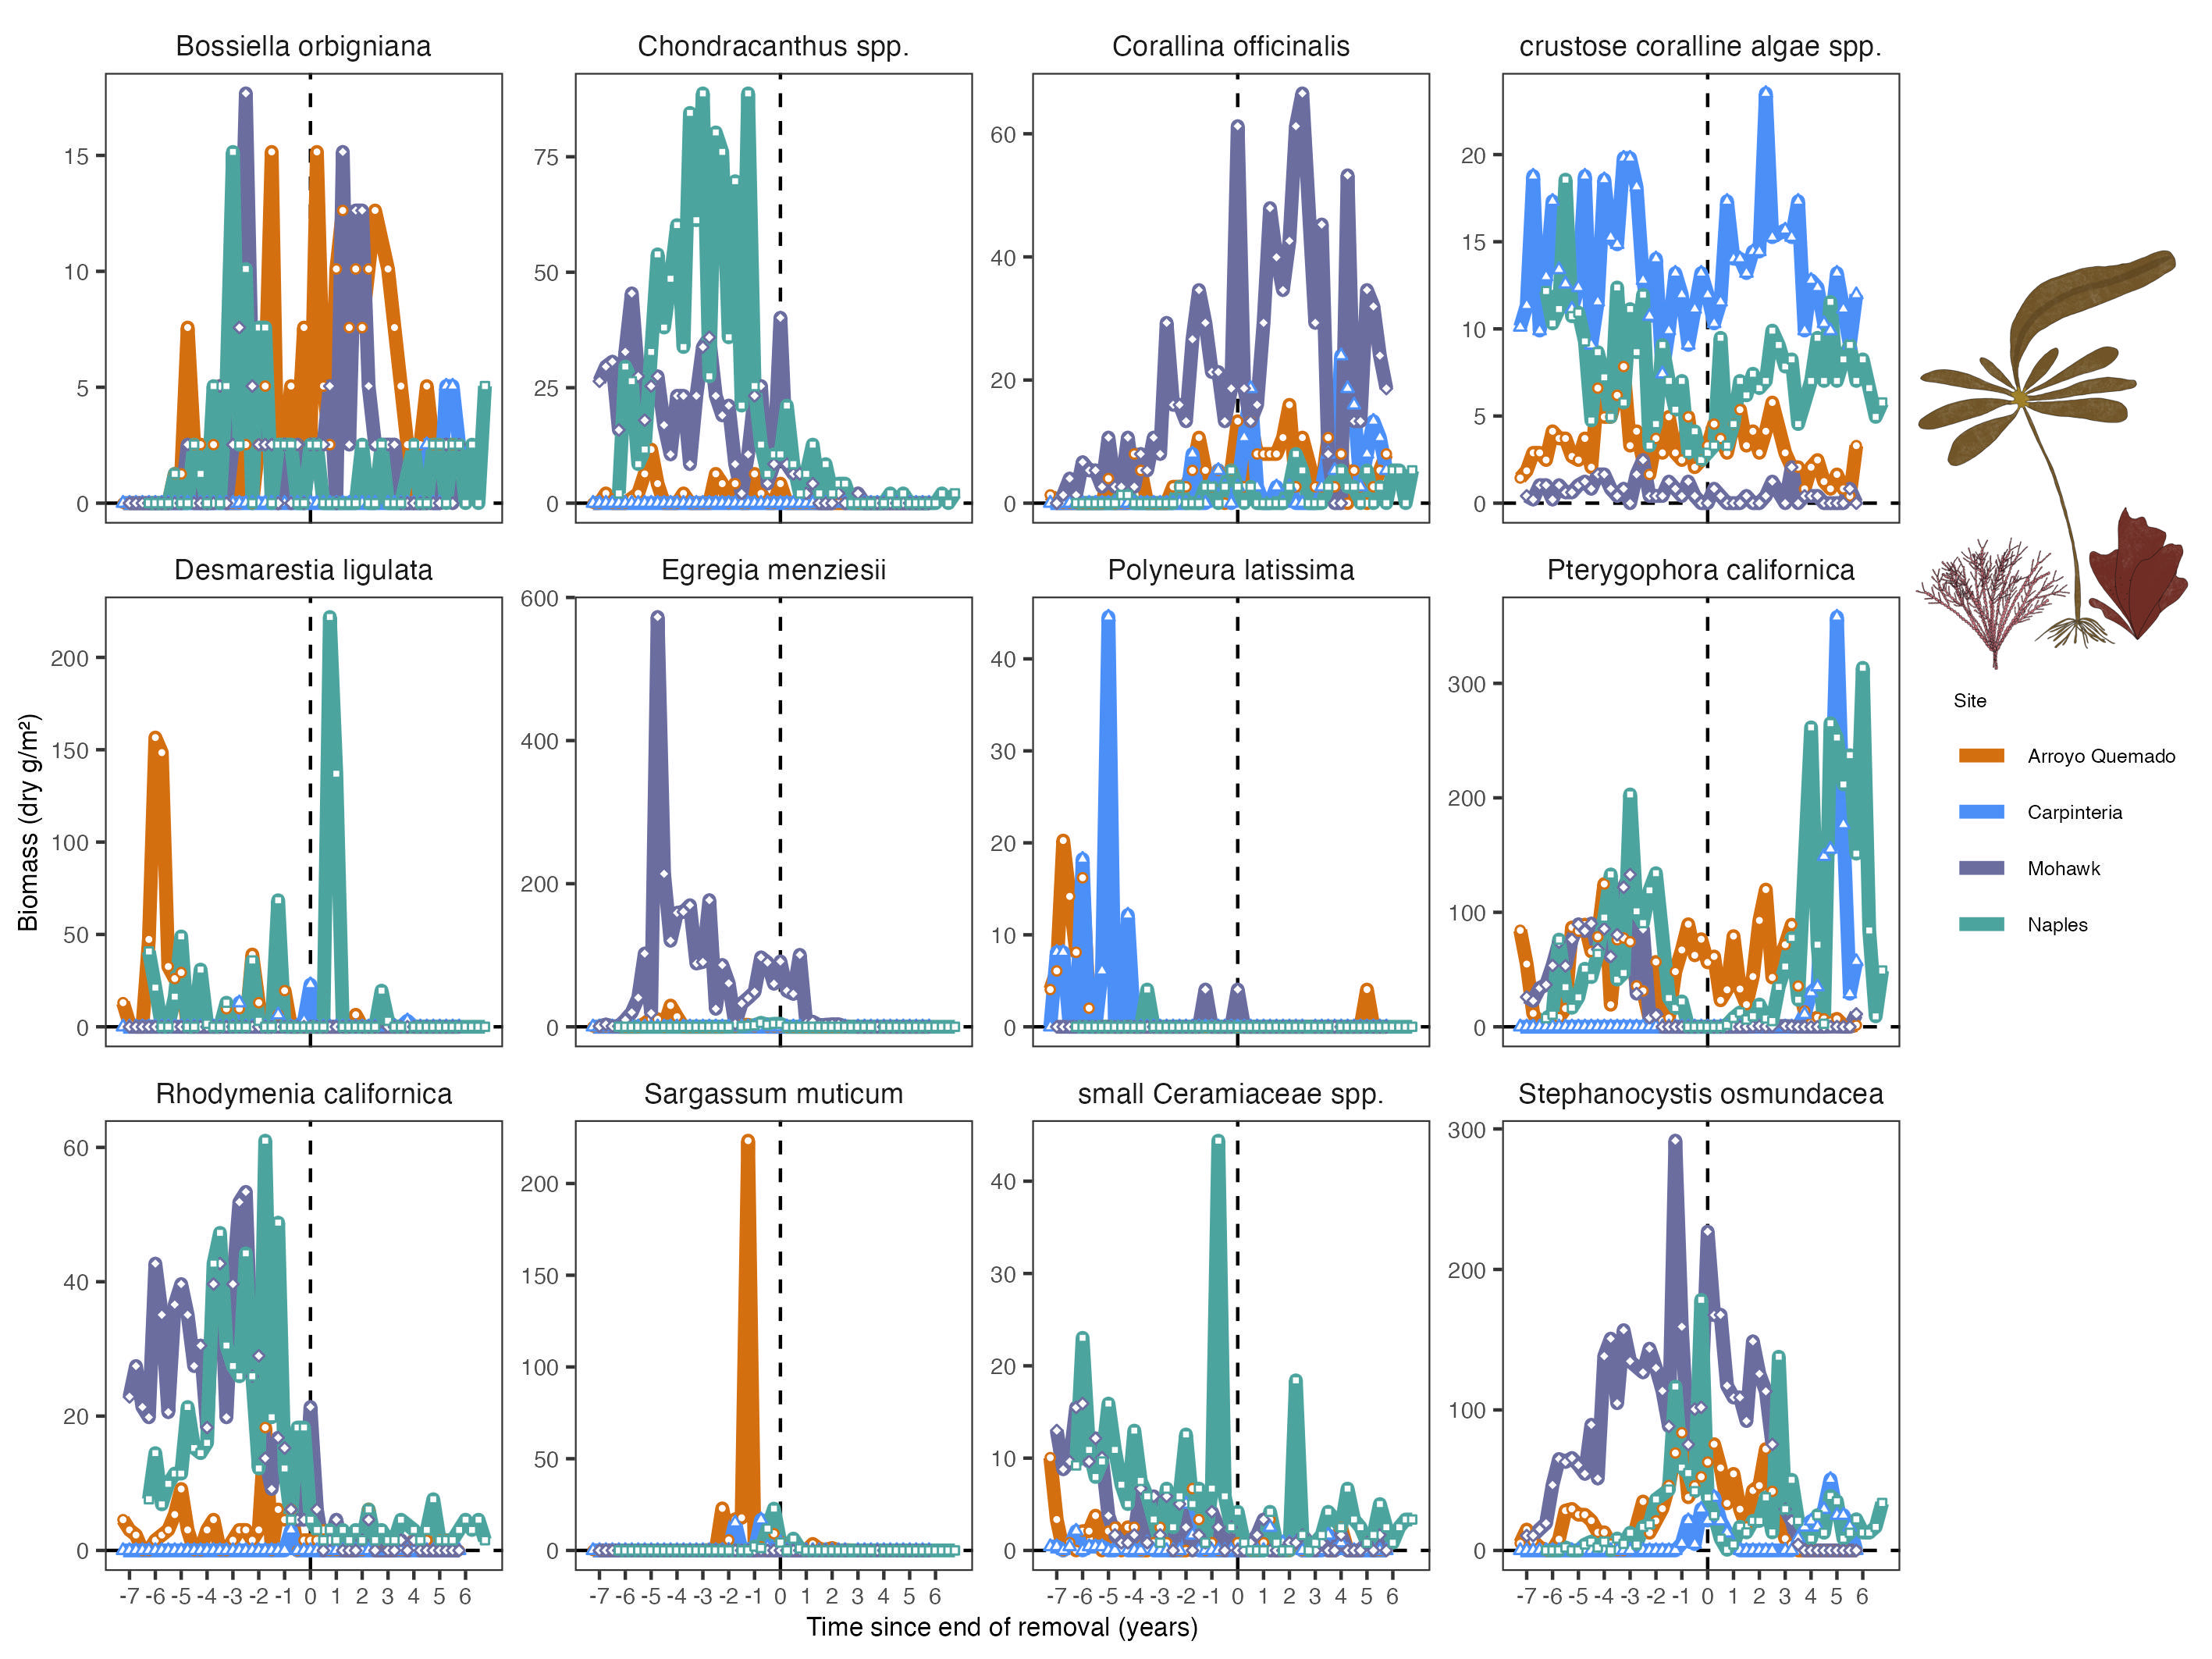 Bossiella orbigniana
Chondracanthus spp.
Corallina officinalis
crustose coralline algae spp.
15
10
5
0
75
50
25
0
60
40
20
0
20
15
10
5
0
Desmarestia ligulata
Egregia menziesii
Polyneura latissima
Pterygophora californica
Biomass (dry g/m²)
200
150
100
50
0
600
400
200
0
40
30
20
10
0
300
200
100
0
Site
Arroyo Quemado
Carpinteria
Mohawk
Naples
Rhodymenia californica
Sargassum muticum
small Ceramiaceae spp.
Stephanocystis osmundacea
60
40
20
0
200
150
100
50
0
40
30
20
10
0
300
200
100
0
-7 -6 -5 -4 -3 -2 -1 0 1 2 3 4 5 6
-7 -6 -5 -4 -3 -2 -1 0 1 2 3 4 5 6
-7 -6 -5 -4 -3 -2 -1 0 1 2 3 4 5 6
-7 -6 -5 -4 -3 -2 -1 0 1 2 3 4 5 6
Time since end of removal (years)